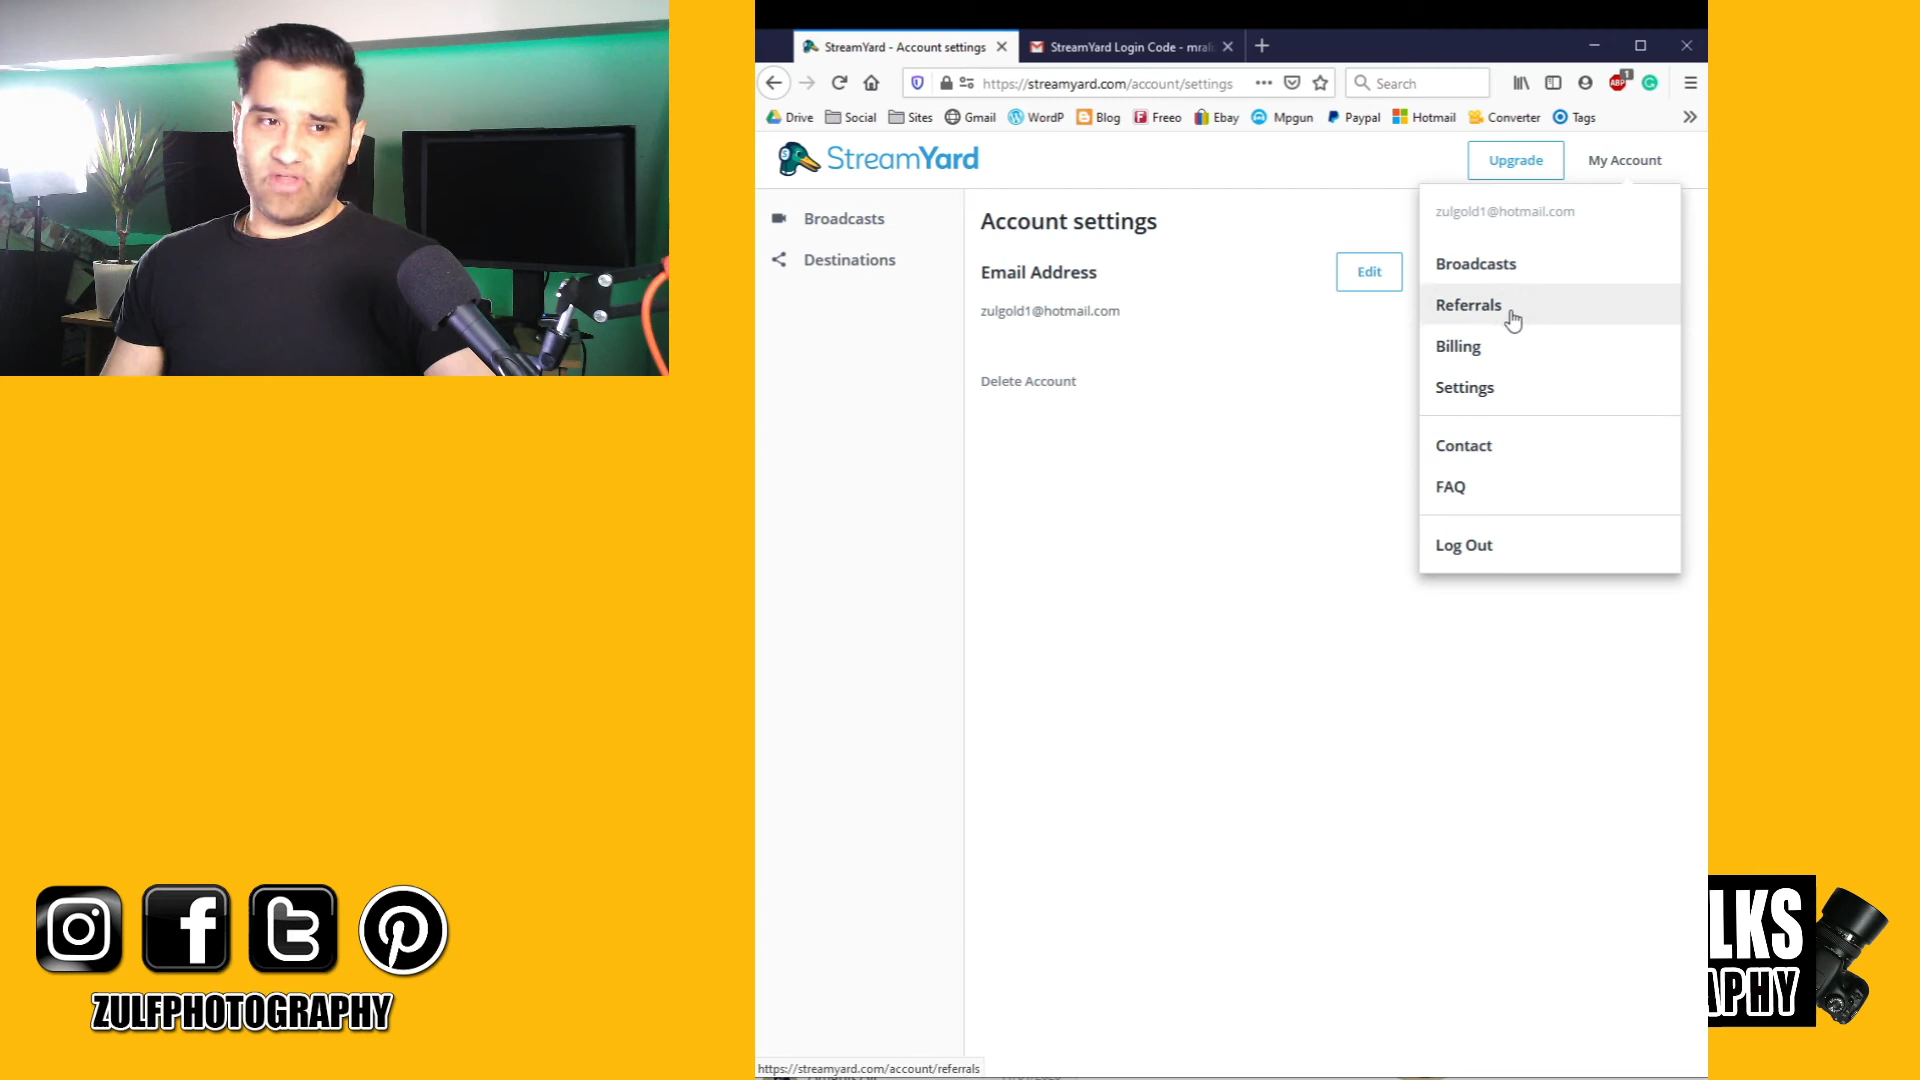 StreamYard - Account settings
StreamYard Login Code - mrali
https://streamyard.com/account/settings
Search
ABP
1
Drive
Social
Sites
Gmail
WordP
Blog
Freeo
Ebay
Mpgun
Paypal
Hotmail
Converter
Tags
StreamYard
Upgrade
My Account
Broadcasts
Destinations
Account settings
Email Address
Edit
zulgold1@hotmail.com
Delete Account
zulgold1@hotmail.com
Broadcasts
Referrals
Billing
Settings
Contact
FAQ
Log Out
https://streamyard.com/account/referrals
ZULFPHOTOGRAPHY
LKS
APHY